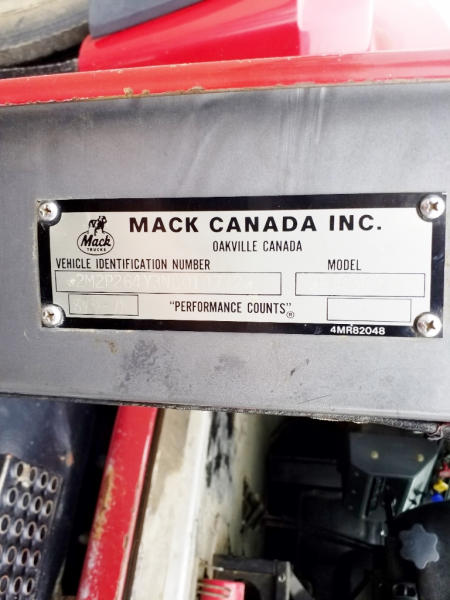 MACK CANADA INC.
Mack
TRUCKS
OAKVILLE CANADA
VEHICLE IDENTIFICATION NUMBER
MODEL
"PERFORMANCE COUNTS"®
4MR82048